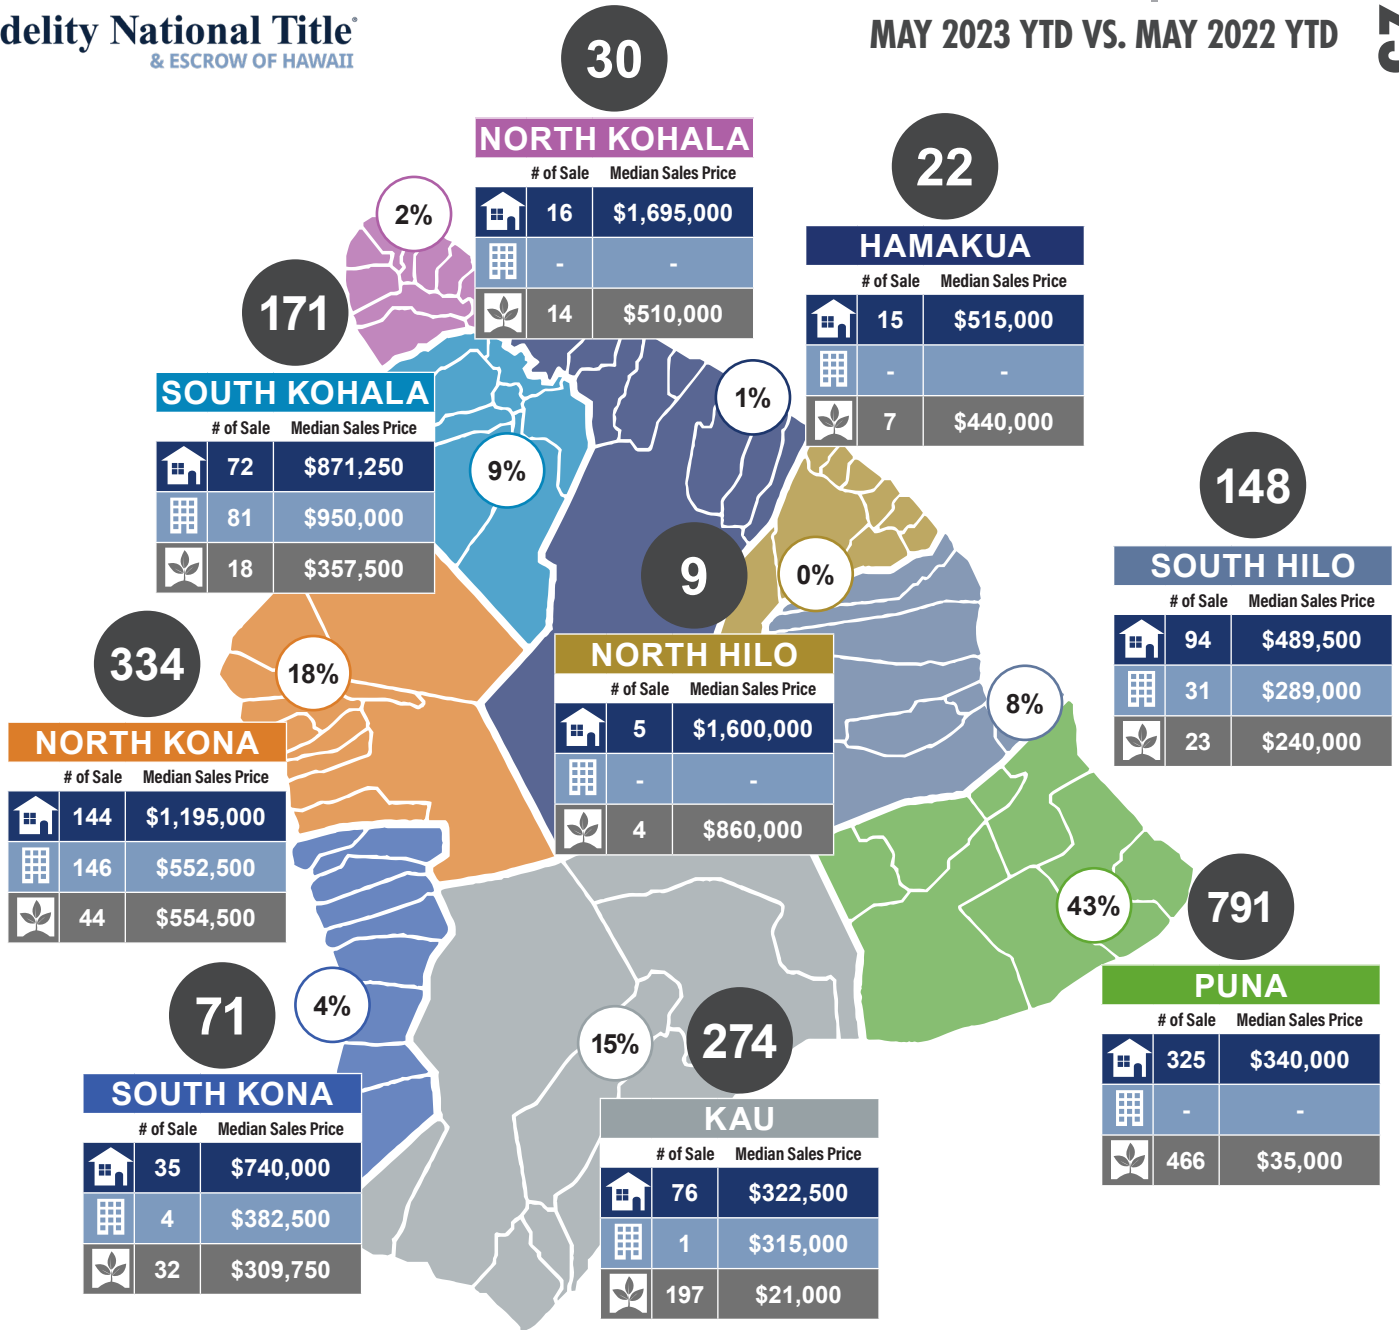 delity National Title®
& ESCROW OF HAWAII
MAY 2023 YTD VS. MAY 2022 YTD
30
NORTH KOHALA
# of Sale Median Sales Price
16 $1,695,000
- -
14 $510,000
2%
22
HAMAKUA
# of Sale Median Sales Price
15 $515,000
- -
7 $440,000
1%
171
SOUTH KOHALA
# of Sale Median Sales Price
72 $871,250
81 $950,000
18 $357,500
9%
148
SOUTH HILO
# of Sale Median Sales Price
94 $489,500
31 $289,000
23 $240,000
8%
9
0%
NORTH HILO
# of Sale Median Sales Price
5 $1,600,000
- -
4 $860,000
334
18%
NORTH KONA
# of Sale Median Sales Price
144 $1,195,000
146 $552,500
44 $554,500
43%
791
PUNA
# of Sale Median Sales Price
325 $340,000
- -
466 $35,000
71
4%
SOUTH KONA
# of Sale Median Sales Price
35 $740,000
4 $382,500
32 $309,750
15%
274
KAU
# of Sale Median Sales Price
76 $322,500
1 $315,000
197 $21,000